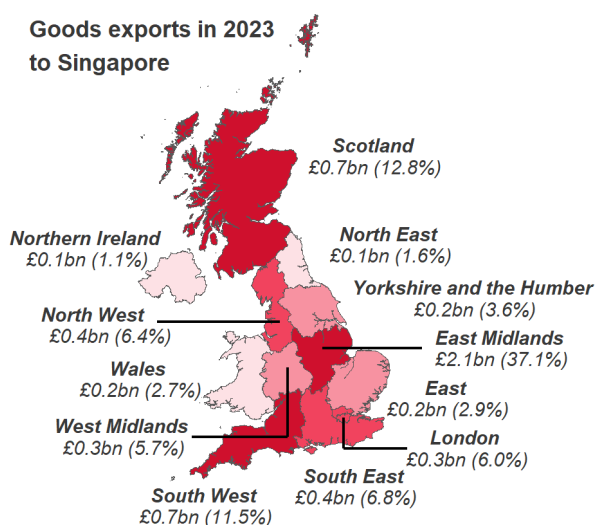 Goods exports in 2023
to Singapore
Scotland
£0.7bn (12.8%)
Northern Ireland
£0.1bn (1.1%)
North East
£0.1bn (1.6%)
Yorkshire and the Humber
£0.2bn (3.6%)
North West
£0.4bn (6.4%)
East Midlands
£2.1bn (37.1%)
Wales
£0.2bn (2.7%)
East
£0.2bn (2.9%)
West Midlands
£0.3bn (5.7%)
London
£0.3bn (6.0%)
South East
£0.4bn (6.8%)
South West
£0.7bn (11.5%)